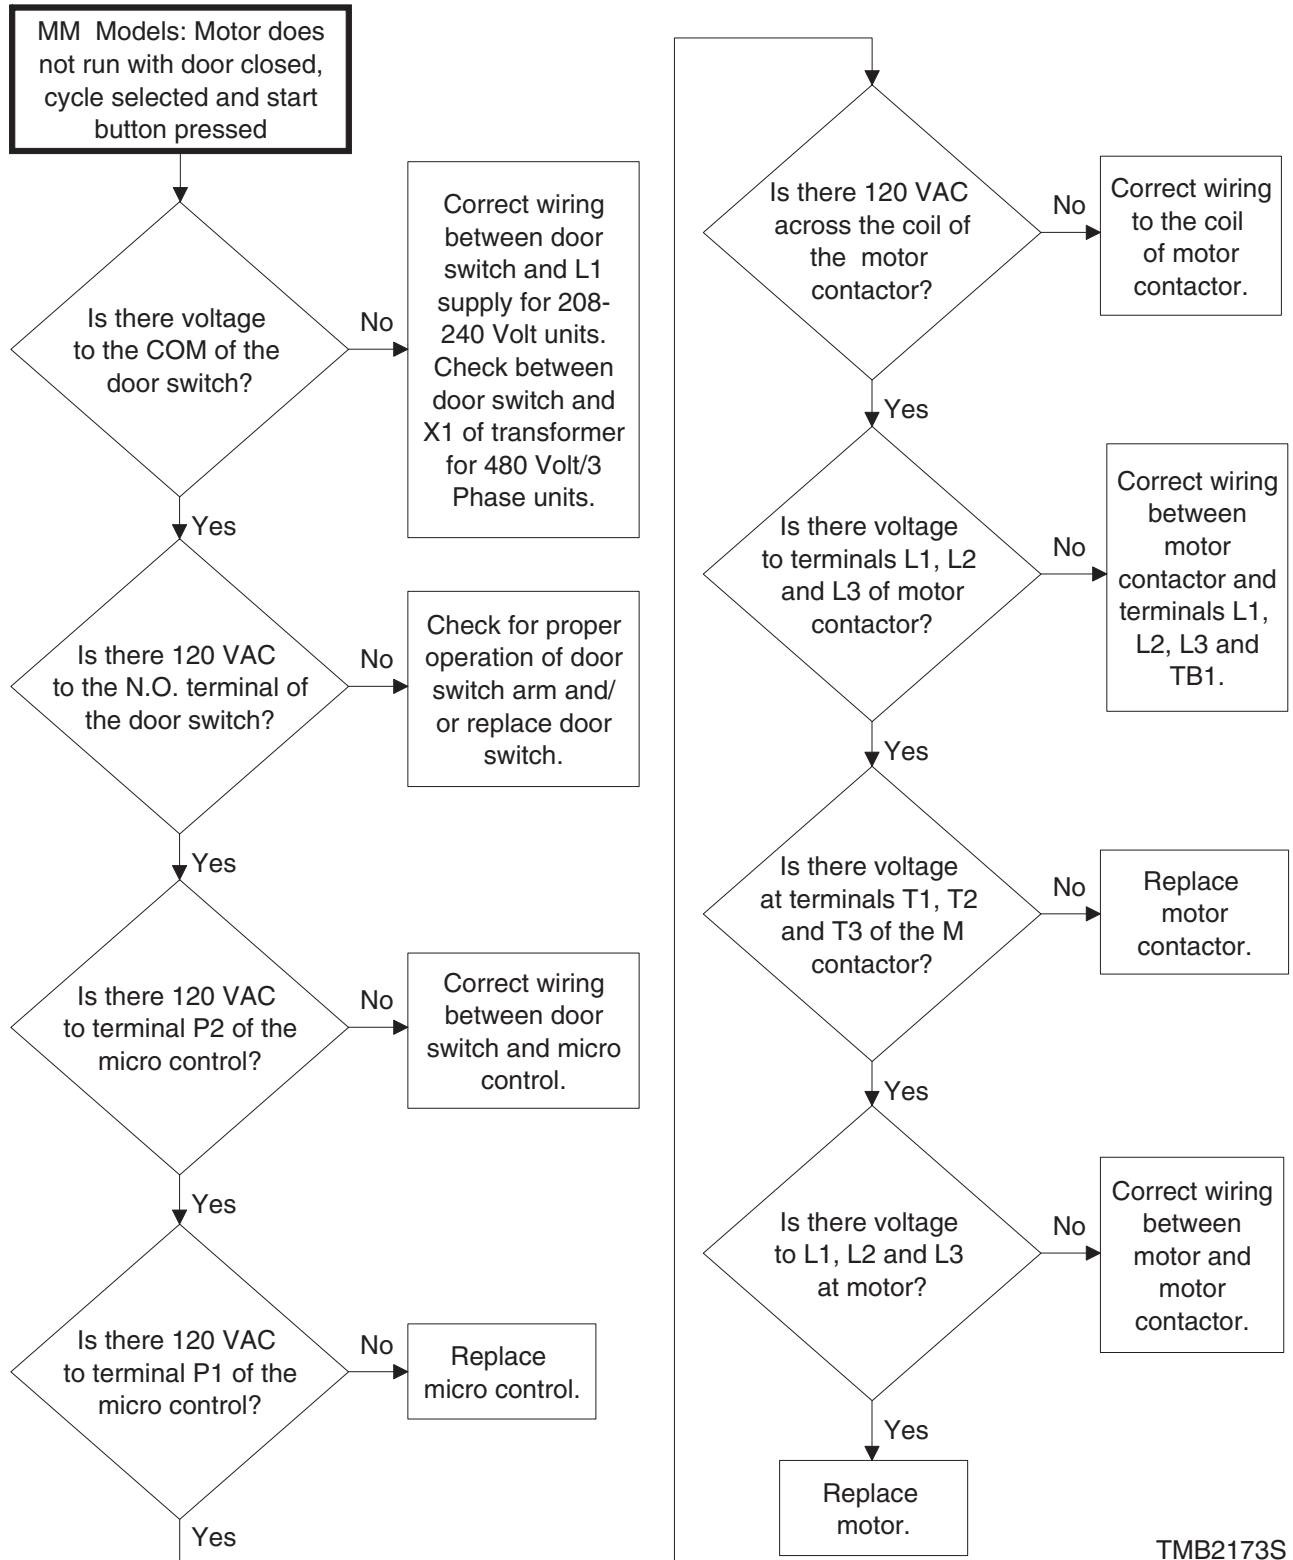 MM Models: Motor does
not run with door closed,
cycle selected and start
button pressed
Is there voltage
to the COM of the
door switch?
No
Correct wiring
between door
switch and L1
supply for 208-
240 Volt units.
Check between
door switch and
X1 of transformer
for 480 Volt/3
Phase units.
Yes
Is there 120 VAC
to the N.O. terminal of
the door switch?
No
Check for proper
operation of door
switch arm and/
or replace door
switch.
Yes
Is there 120 VAC
to terminal P2 of the
micro control?
No
Correct wiring
between door
switch and micro
control.
Yes
Is there 120 VAC
to terminal P1 of the
micro control?
No
Replace
micro control.
Yes
Is there 120 VAC
across the coil of
the motor
contactor?
No
Correct wiring
to the coil
of motor
contactor.
Yes
Is there voltage
to terminals L1, L2
and L3 of motor
contactor?
No
Correct wiring
between
motor
contactor and
terminals L1,
L2, L3 and
TB1.
Yes
Is there voltage
at terminals T1, T2
and T3 of the M
contactor?
No
Replace
motor
contactor.
Yes
Is there voltage
to L1, L2 and L3
at motor?
No
Correct wiring
between
motor and
motor
contactor.
Yes
Replace
motor.
TMB2173S